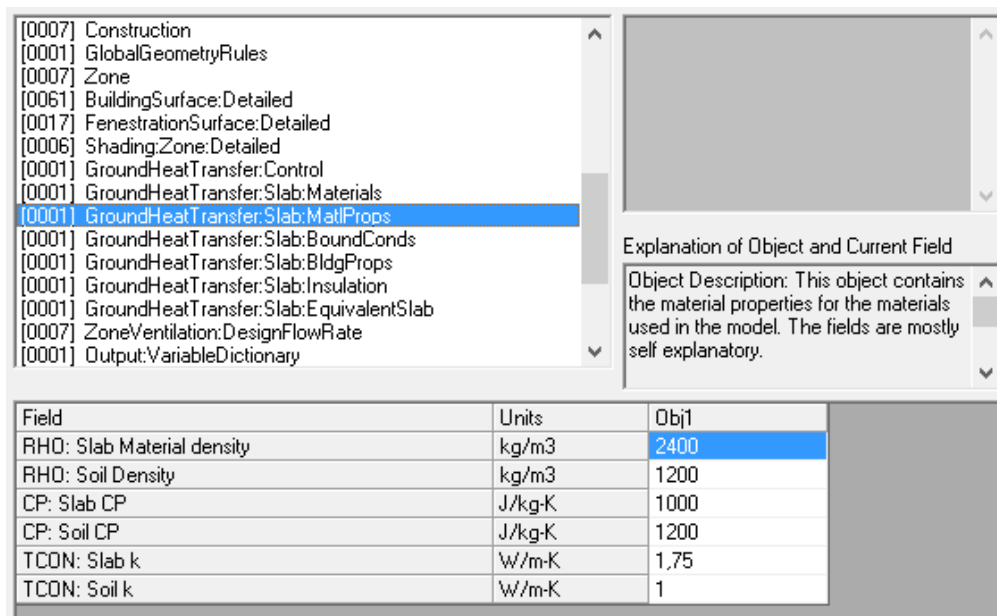 [0007] Construction
[0001] GlobalGeometryRules
[0007] Zone
[0061] BuildingSurface:Detailed
[0017] FenestrationSurface:Detailed
[0006] Shading:Zone:Detailed
[0001] GroundHeatTransfer:Control
[0001] GroundHeatTransfer:Slab:Materials
[0001] GroundHeatTransfer:Slab:MatlProps
[0001] GroundHeatTransfer:Slab:BoundConds
[0001] GroundHeatTransfer:Slab:BldgProps
[0001] GroundHeatTransfer:Slab:Insulation
[0001] GroundHeatTransfer:Slab:EquivalentSlab
[0007] ZoneVentilation:DesignFlowRate
[0001] Output:VariableDictionary
Explanation of Object and Current Field
Object Description: This object contains
the material properties for the materials
used in the model. The fields are mostly
self explanatory.
Field Units Obj1
RHO: Slab Material density kg/m3 2400
RHO: Soil Density kg/m3 1200
CP: Slab CP J/kg-K 1000
CP: Soil CP J/kg-K 1200
TCON: Slab k W/m-K 1,75
TCON: Soil k W/m-K 1